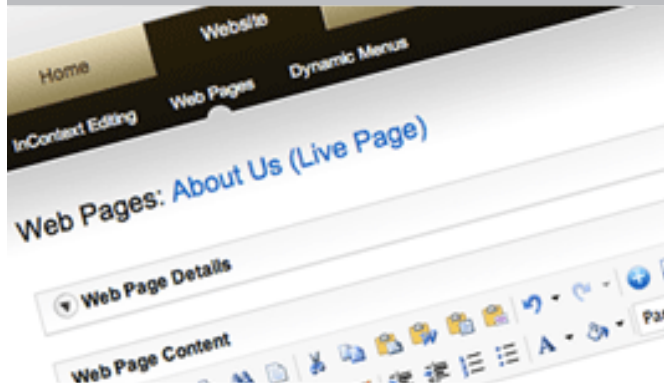 Home Website
InContext Editing Web Pages Dynamic Menus
Web Pages: About Us (Live Page)
Web Page Details
Web Page Content